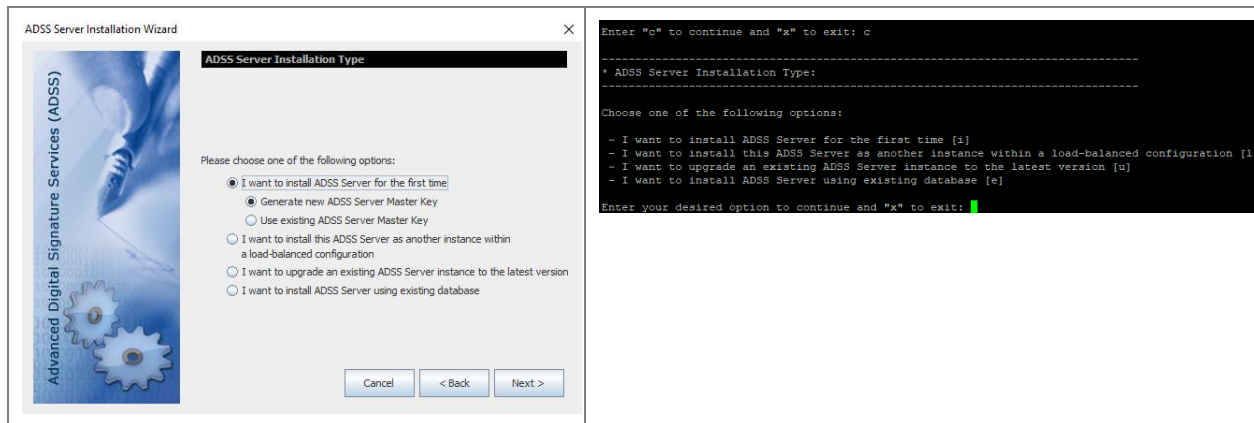 ADSS Server Installation Wizard
Advanced Digital Signature Services (ADSS)
ADSS Server Installation Type
Please choose one of the following options:
I want to install ADSS Server for the first time
Generate new ADSS Server Master Key
Use existing ADSS Server Master Key
I want to install this ADSS Server as another instance within
a load-balanced configuration
I want to upgrade an existing ADSS Server instance to the latest version
I want to install ADSS Server using existing database
Cancel
< Back
Next >
Enter "c" to continue and "x" to exit: c
--------------------------------------------------------------------------------
* ADSS Server Installation Type:
--------------------------------------------------------------------------------
Choose one of the following options:
- I want to install ADSS Server for the first time [i]
- I want to install this ADSS Server as another instance within a load-balanced configuration [l
- I want to upgrade an existing ADSS Server instance to the latest version [u]
- I want to install ADSS Server using existing database [e]
Enter your desired option to continue and "x" to exit: